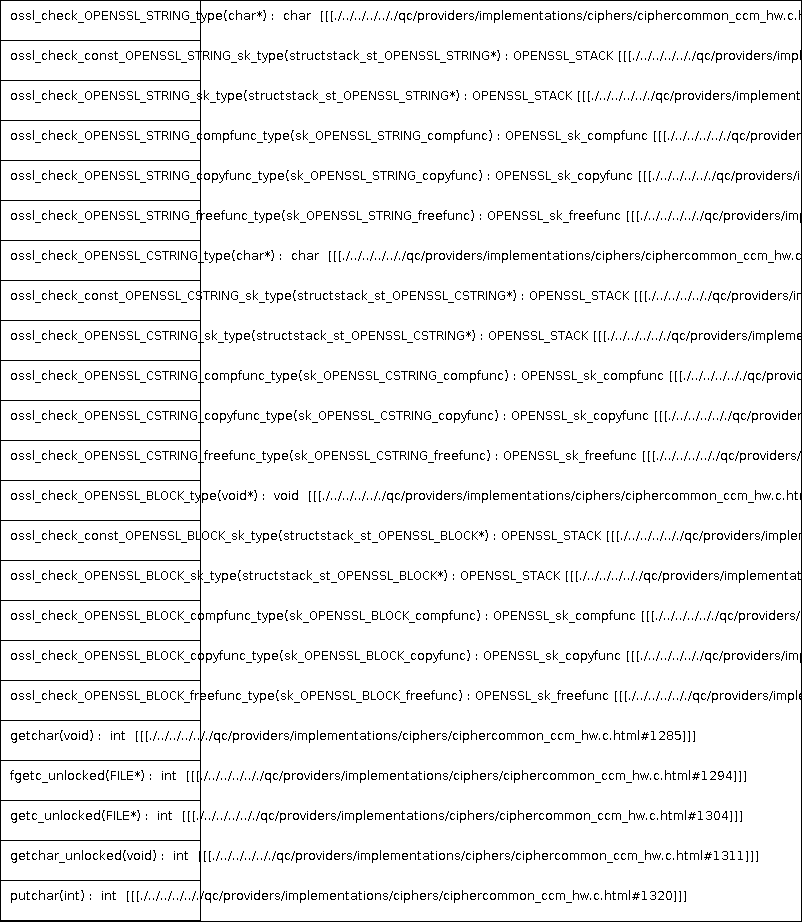 ossl_check_OPENSSL_STRING_type(char*) : char [[[./../../../../qc/providers/implementations/ciphers/ciphercommon_ccm_hw.c.h
ossl_check_const_OPENSSL_STRING_sk_type(structstack_st_OPENSSL_STRING*) : OPENSSL_STACK [[[./../../../../qc/providers/impl
ossl_check_OPENSSL_STRING_sk_type(structstack_st_OPENSSL_STRING*) : OPENSSL_STACK [[[./../../../../qc/providers/implement
ossl_check_OPENSSL_STRING_compfunc_type(sk_OPENSSL_STRING_compfunc) : OPENSSL_sk_compfunc [[[./../../../../qc/provider
ossl_check_OPENSSL_STRING_copyfunc_type(sk_OPENSSL_STRING_copyfunc) : OPENSSL_sk_copyfunc [[[./../../../../qc/providers/i
ossl_check_OPENSSL_STRING_freefunc_type(sk_OPENSSL_STRING_freefunc) : OPENSSL_sk_freefunc [[[./../../../../qc/providers/im
ossl_check_OPENSSL_CSTRING_type(char*) : char [[[./../../../../qc/providers/implementations/ciphers/ciphercommon_ccm_hw.c
ossl_check_const_OPENSSL_CSTRING_sk_type(structstack_st_OPENSSL_CSTRING*) : OPENSSL_STACK [[[./../../../../qc/providers/in
ossl_check_OPENSSL_CSTRING_sk_type(structstack_st_OPENSSL_CSTRING*) : OPENSSL_STACK [[[./../../../../qc/providers/impleme
ossl_check_OPENSSL_CSTRING_compfunc_type(sk_OPENSSL_CSTRING_compfunc) : OPENSSL_sk_compfunc [[[./../../../../qc/provid
ossl_check_OPENSSL_CSTRING_copyfunc_type(sk_OPENSSL_CSTRING_copyfunc) : OPENSSL_sk_copyfunc [[[./../../../../qc/provider
ossl_check_OPENSSL_CSTRING_freefunc_type(sk_OPENSSL_CSTRING_freefunc) : OPENSSL_sk_freefunc [[[./../../../../qc/providers/
ossl_check_OPENSSL_BLOCK_type(void*) : void [[[./../../../../qc/providers/implementations/ciphers/ciphercommon_ccm_hw.c.ht
ossl_check_const_OPENSSL_BLOCK_sk_type(structstack_st_OPENSSL_BLOCK*) : OPENSSL_STACK [[[./../../../../qc/providers/implem
ossl_check_OPENSSL_BLOCK_sk_type(structstack_st_OPENSSL_BLOCK*) : OPENSSL_STACK [[[./../../../../qc/providers/implementat
ossl_check_OPENSSL_BLOCK_compfunc_type(sk_OPENSSL_BLOCK_compfunc) : OPENSSL_sk_compfunc [[[./../../../../qc/providers/
ossl_check_OPENSSL_BLOCK_copyfunc_type(sk_OPENSSL_BLOCK_copyfunc) : OPENSSL_sk_copyfunc [[[./../../../../qc/providers/im
ossl_check_OPENSSL_BLOCK_freefunc_type(sk_OPENSSL_BLOCK_freefunc) : OPENSSL_sk_freefunc [[[./../../../../qc/providers/imple
getchar(void) : int [[[./../../../../qc/providers/implementations/ciphers/ciphercommon_ccm_hw.c.html#1285]]]
fgetc_unlocked(FILE*) : int [[[./../../../../qc/providers/implementations/ciphers/ciphercommon_ccm_hw.c.html#1294]]]
getc_unlocked(FILE*) : int [[[./../../../../qc/providers/implementations/ciphers/ciphercommon_ccm_hw.c.html#1304]]]
getchar_unlocked(void) : int [[[./../../../../qc/providers/implementations/ciphers/ciphercommon_ccm_hw.c.html#1311]]]
putchar(int) : int [[[./../../../../qc/providers/implementations/ciphers/ciphercommon_ccm_hw.c.html#1320]]]